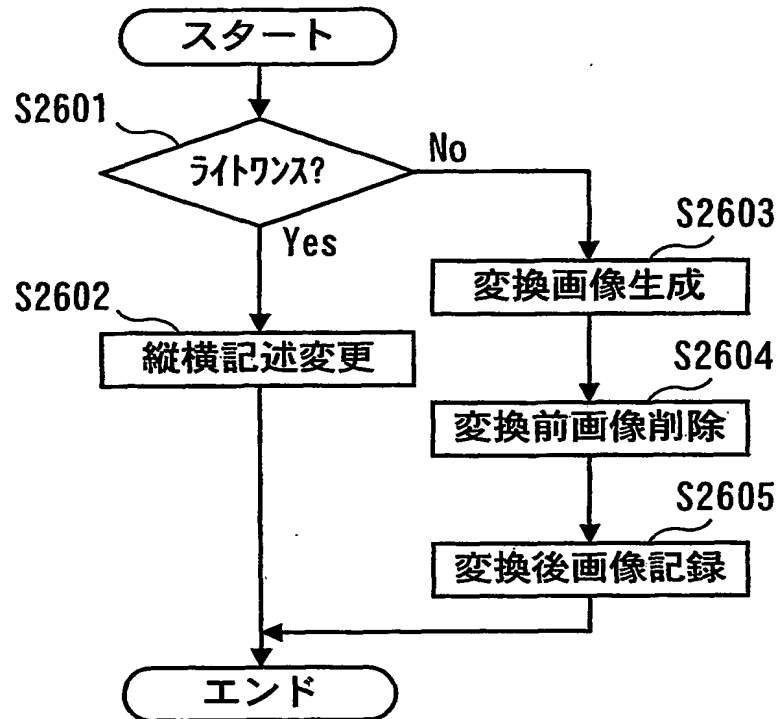 スタート
S2601
ライトワンス?
No
Yes
S2603
変換画像生成
S2602
縦横記述変更
S2604
変換前画像削除
S2605
変換後画像記録
エンド